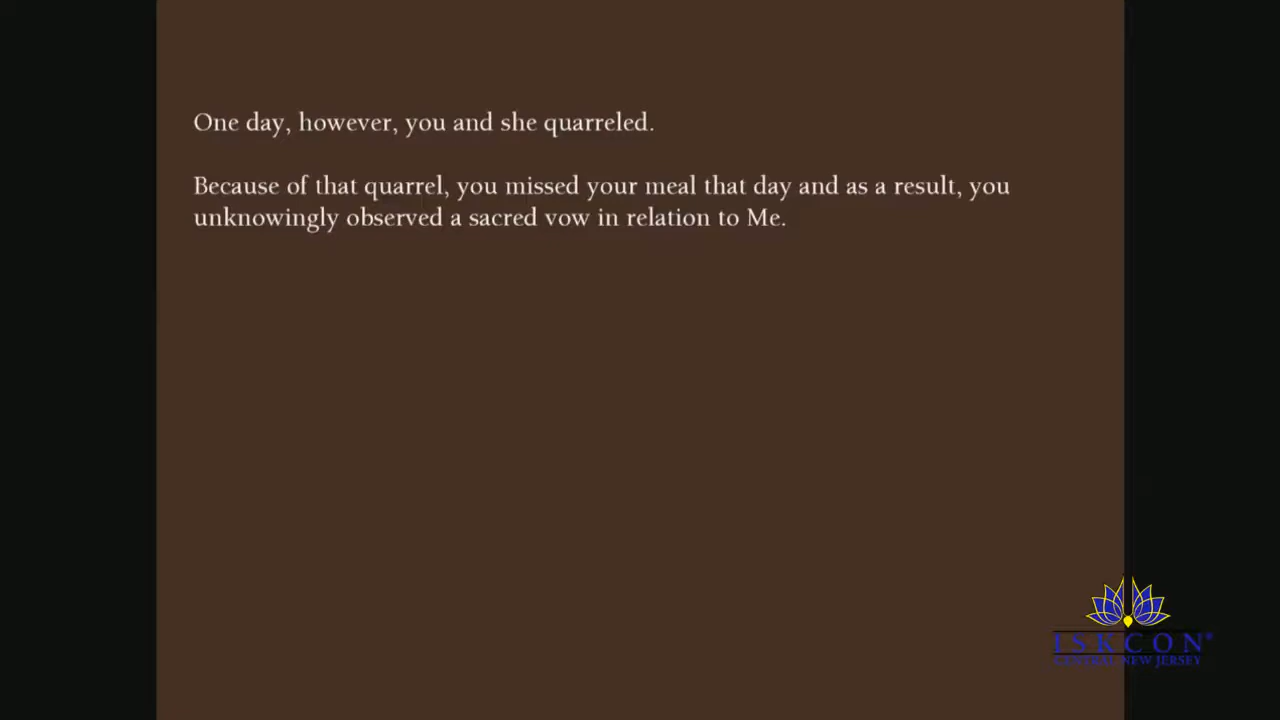 One day, however, you and she quarreled.
Because of that quarrel, you missed your meal that day and as a result, you
unknowingly observed a sacred vow in relation to Me.
ISKCON®
CENTRAL NEW JERSEY